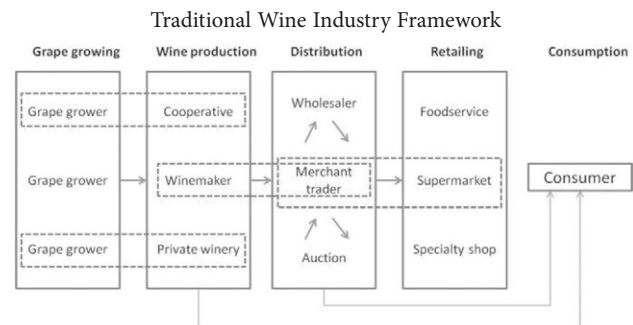 Traditional Wine Industry Framework
Grape growing Wine production Distribution Retailing Consumption
Grape grower Cooperative Wholesaler Foodservice
Grape grower Winemaker Merchant trader Supermarket Consumer
Grape grower Private winery Auction Specialty shop